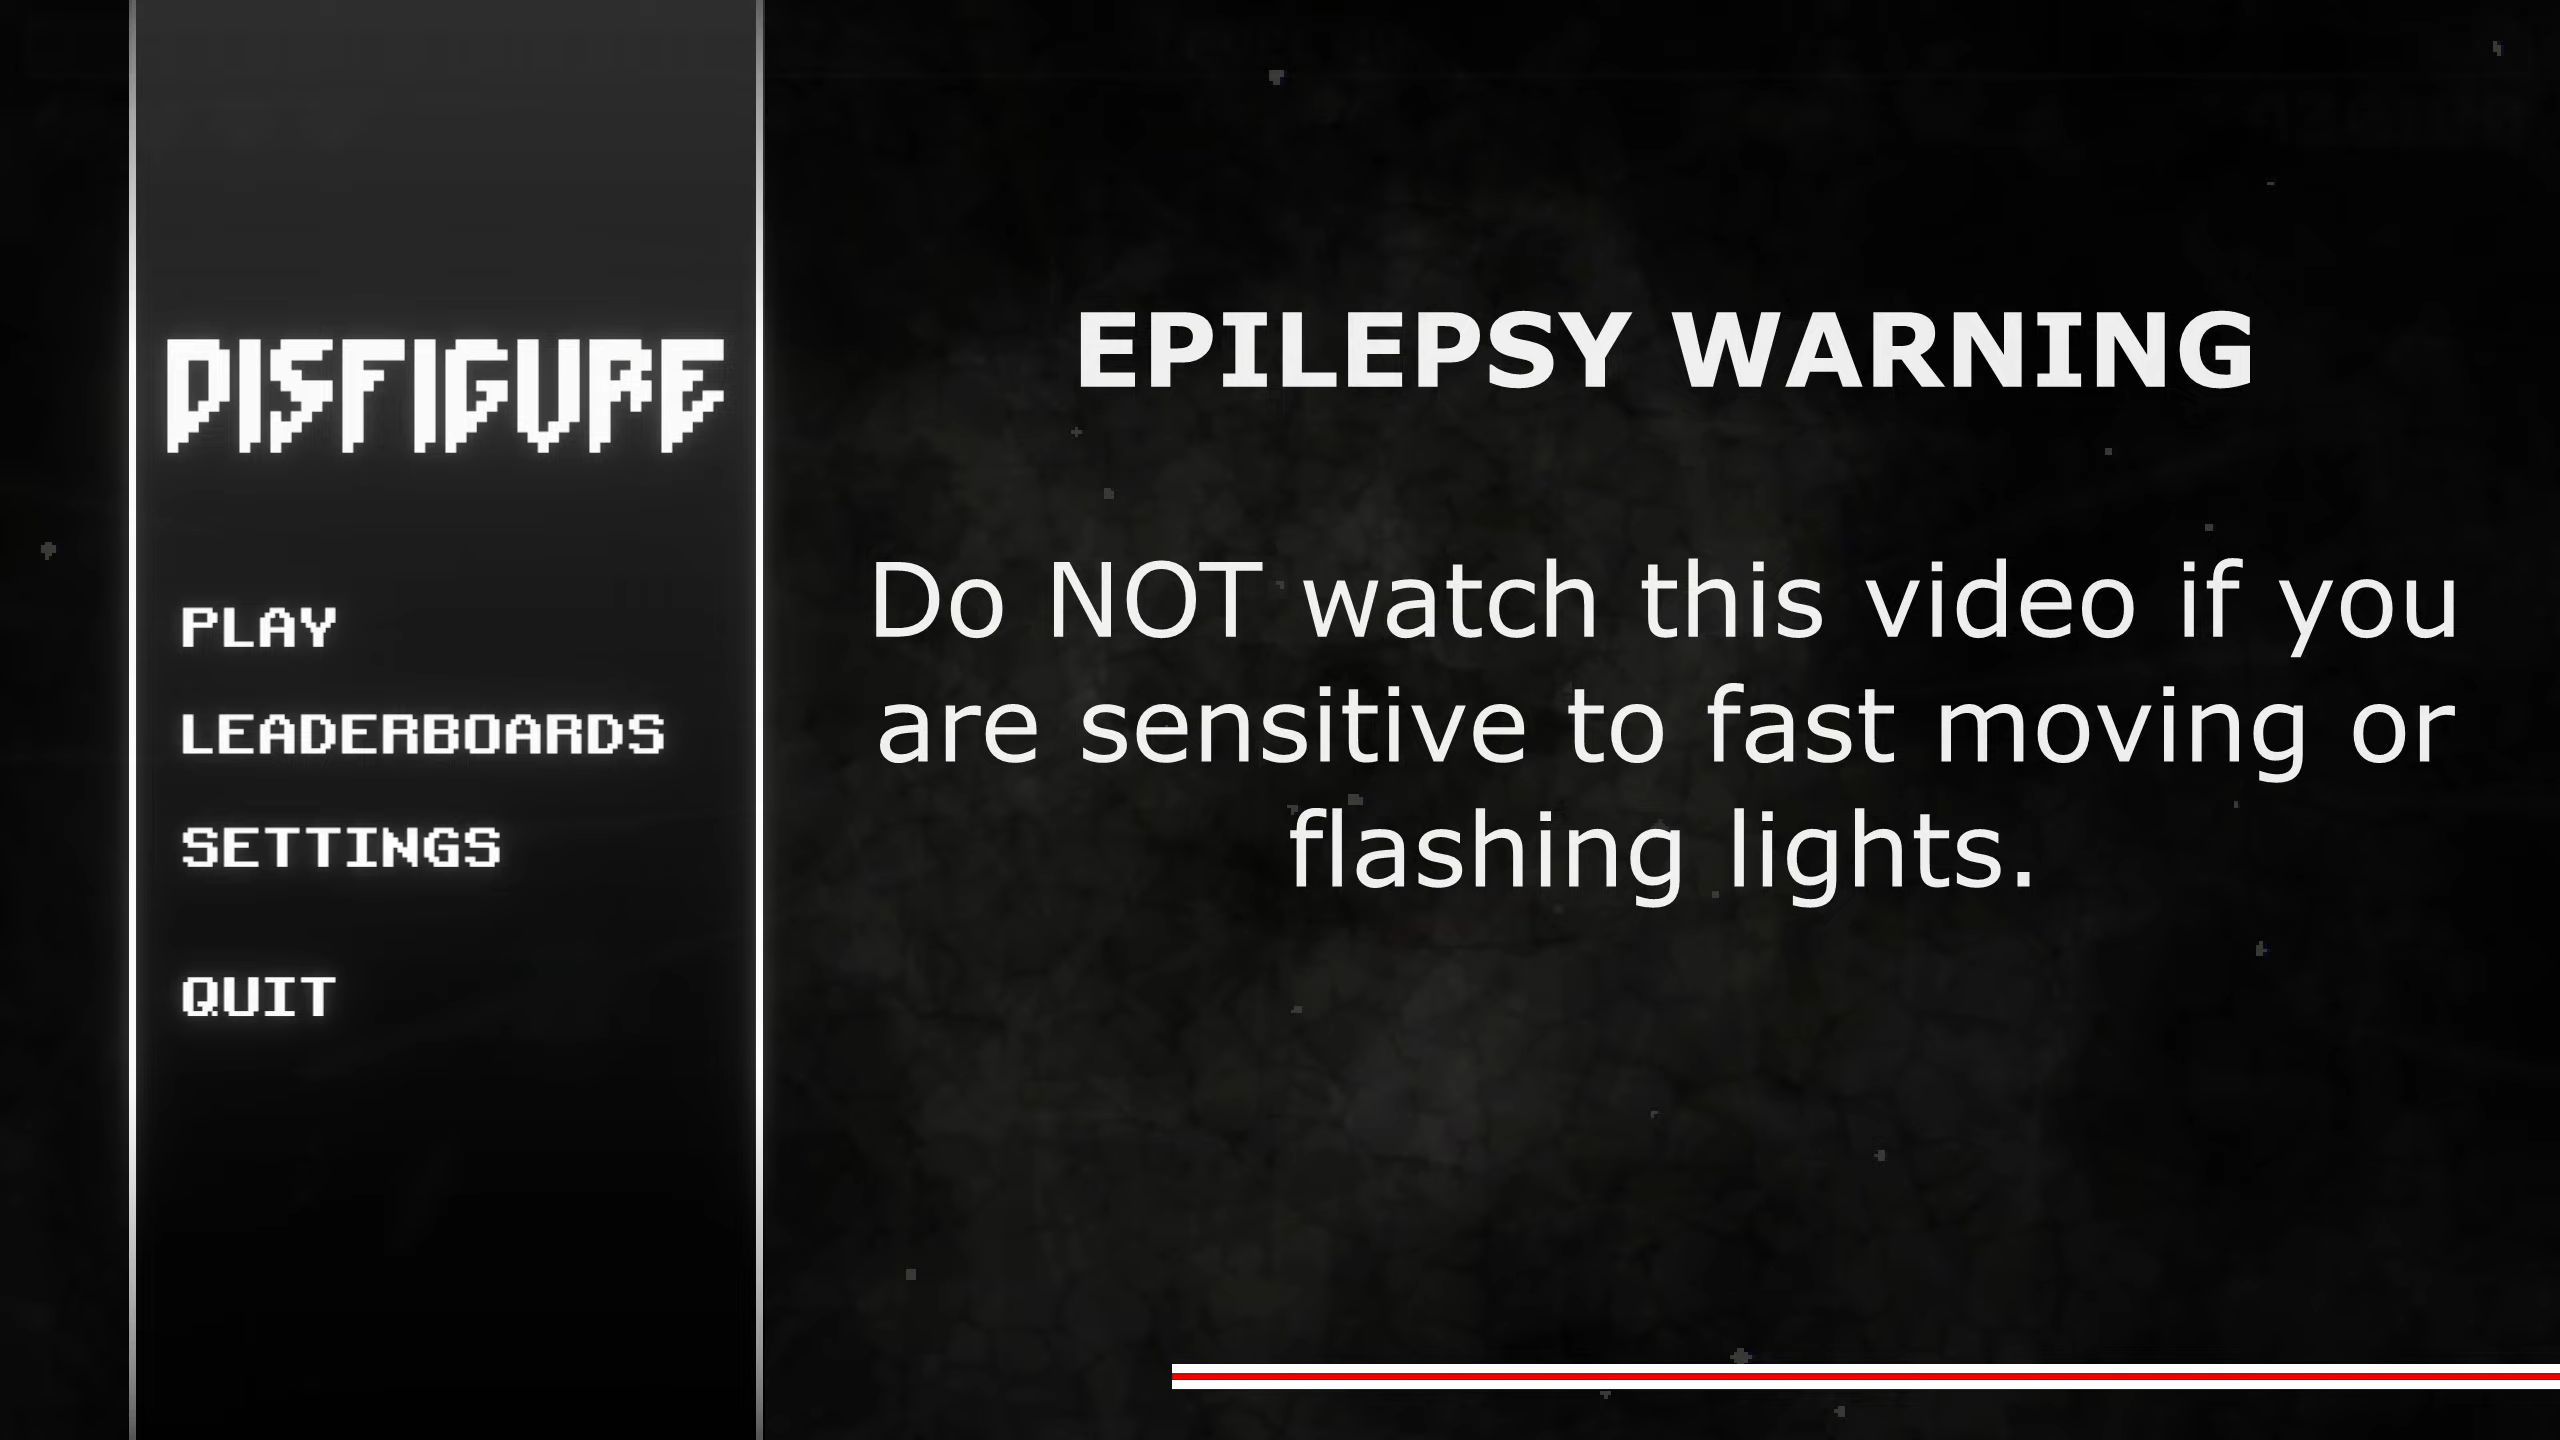 DISFIGURE
PLAY
LEADERBOARDS
SETTINGS
QUIT
EPILEPSY WARNING
Do NOT watch this video if you
are sensitive to fast moving or
flashing lights.